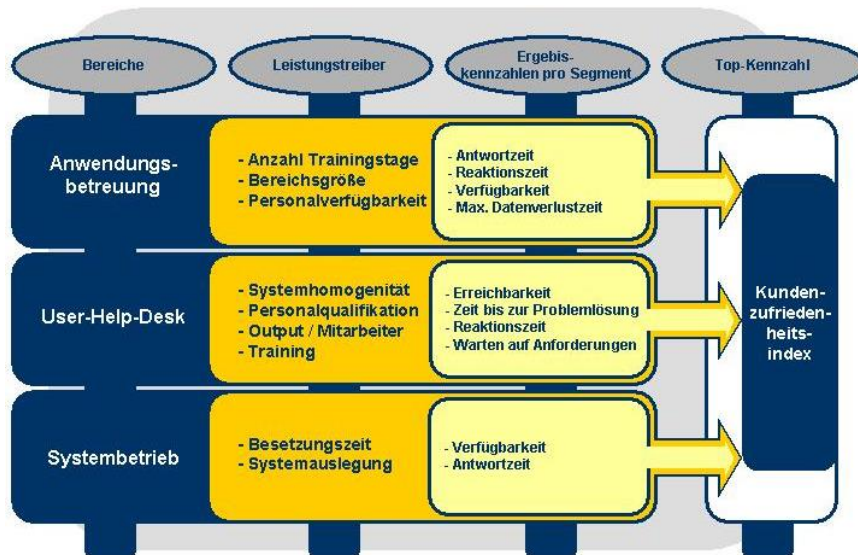 Bereiche
Leistungstreiber
Ergebis-
kennzahlen pro Segment
Top-Kennzahl
Anwendungs-
betreuung
- Anzahl Trainingstage
- Bereichsgröße
- Personalverfügbarkeit
- Antwortzeit
- Reaktionszeit
- Verfügbarkeit
- Max. Datenverlustzeit
User-Help-Desk
- Systemhomogenität
- Personalqualifikation
- Output / Mitarbeiter
- Training
- Erreichbarkeit
- Zeit bis zur Problemlösung
- Reaktionszeit
- Warten auf Anforderungen
Systembetrieb
- Besetzungszeit
- Systemauslegung
- Verfügbarkeit
- Antwortzeit
Kunden-
zufrieden-
heits-
index